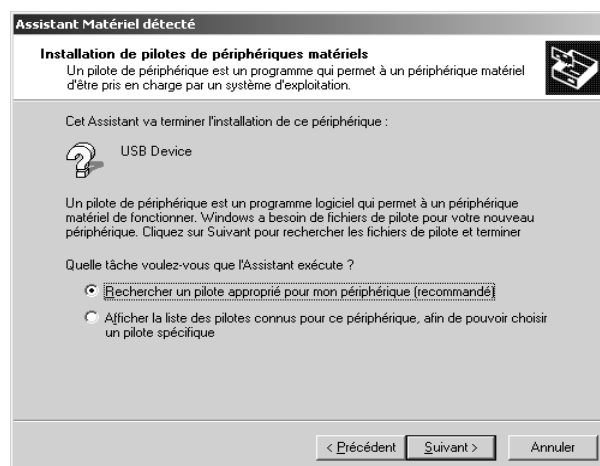 Assistant Matériel détecté
Installation de pilotes de périphériques matériels
Un pilote de périphérique est un programme qui permet à un périphérique matériel
d'être pris en charge par un système d'exploitation.
Cet Assistant va terminer l'installation de ce périphérique :
USB Device
Un pilote de périphérique est un programme logiciel qui permet à un périphérique
matériel de fonctionner. Windows a besoin de fichiers de pilote pour votre nouveau
périphérique. Cliquez sur Suivant pour rechercher les fichiers de pilote et terminer
Quelle tâche voulez-vous que l'Assistant exécute ?
Rechercher un pilote approprié pour mon périphérique (recommandé)
Afficher la liste des pilotes connus pour ce périphérique, afin de pouvoir choisir
un pilote spécifique
< Précédent Suivant > Annuler